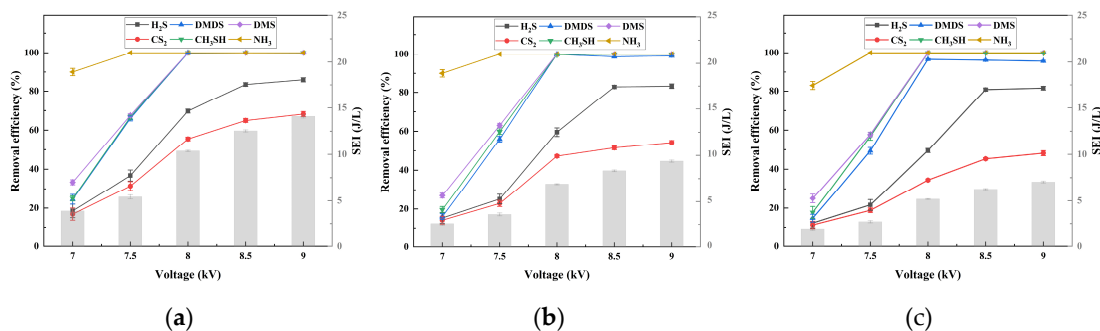 H₂S DMDS DMS
CS₂ CH₃SH NH₃
Removal efficiency (%)
0 20 40 60 80 100
SEI (J/L)
0 5 10 15 20 25
7 7.5 8 8.5 9
Voltage (kV)
(a)
H₂S DMDS DMS
CS₂ CH₃SH NH₃
Removal efficiency (%)
0 20 40 60 80 100
SEI (J/L)
0 5 10 15 20 25
7 7.5 8 8.5 9
Voltage (kV)
(b)
H₂S DMDS DMS
CS₂ CH₃SH NH₃
Removal efficiency (%)
0 20 40 60 80 100
SEI (J/L)
0 5 10 15 20 25
7 7.5 8 8.5 9
Voltage (kV)
(c)